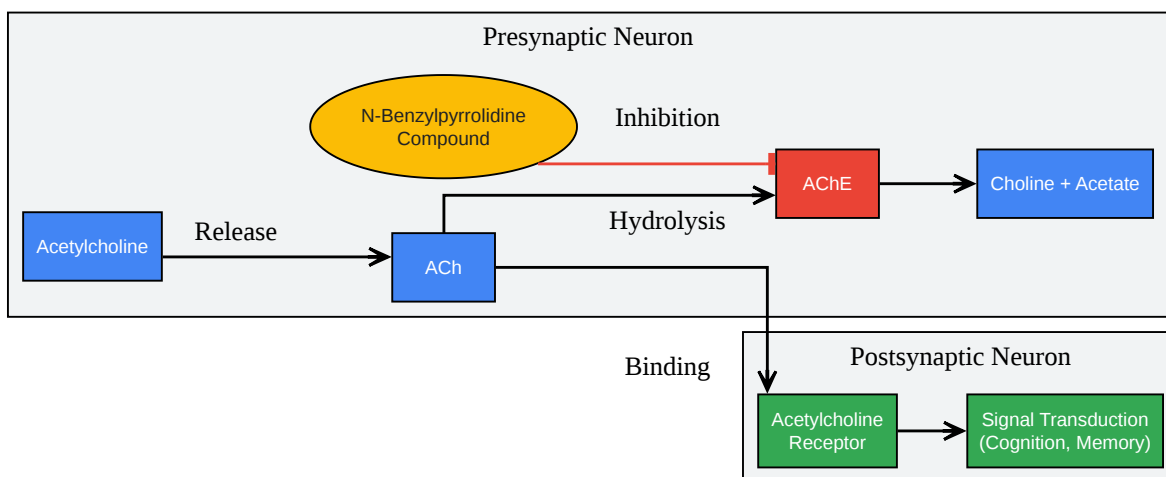 Presynaptic Neuron
N-Benzylpyrrolidine
Compound
Inhibition
AChE
Choline + Acetate
Hydrolysis
Acetylcholine
Release
ACh
Binding
Postsynaptic Neuron
Acetylcholine
Receptor
Signal Transduction
(Cognition, Memory)